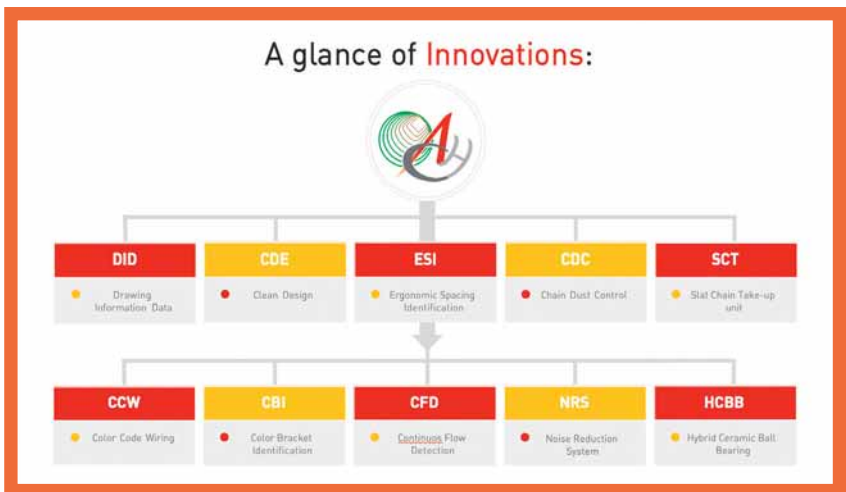 A glance of Innovations:
ACH
DID
CDE
ESI
CDC
SCT
Drawing
Information Data
Clean Design
Ergonomic Spacing
Identification
Chain Dust Control
Slat Chain Take-up
unit
CCW
CBI
CFD
NRS
HCBB
Color Code Wiring
Color Bracket
Identification
Continuos Flow
Detection
Noise Reduction
System
Hybrid Ceramic Ball
Bearing